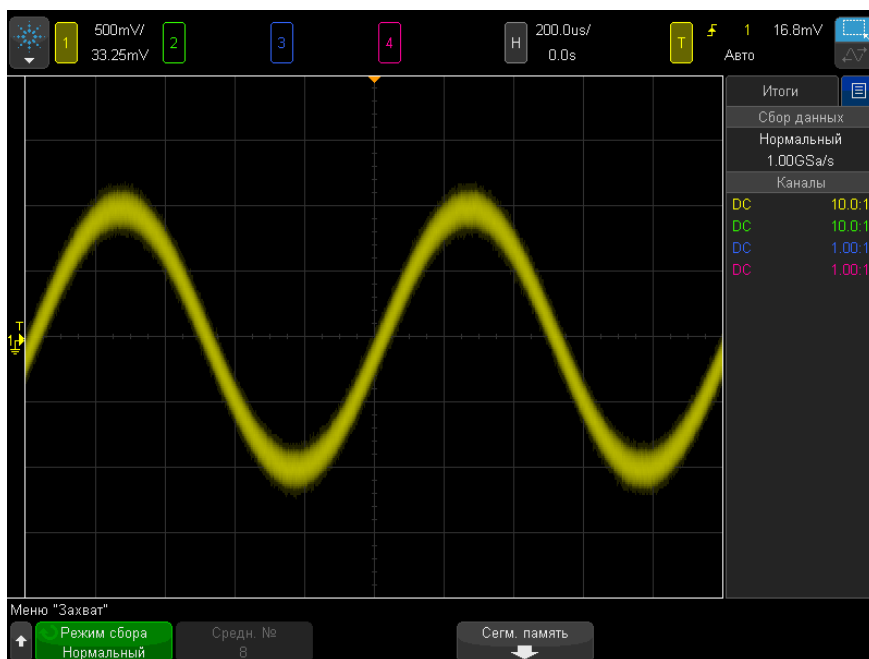 1 500mV/ 2 3 4 H 200.0us/ T 1 16.8mV
33.25mV 0.0s Авто
Итоги
Сбор данных
Нормальный
1.00GSa/s
Каналы
DC 10.0:1
DC 10.0:1
DC 1.00:1
DC 1.00:1
T
1
Меню "Захват"
Режим сбора Средн. № Сегм. память
Нормальный 8